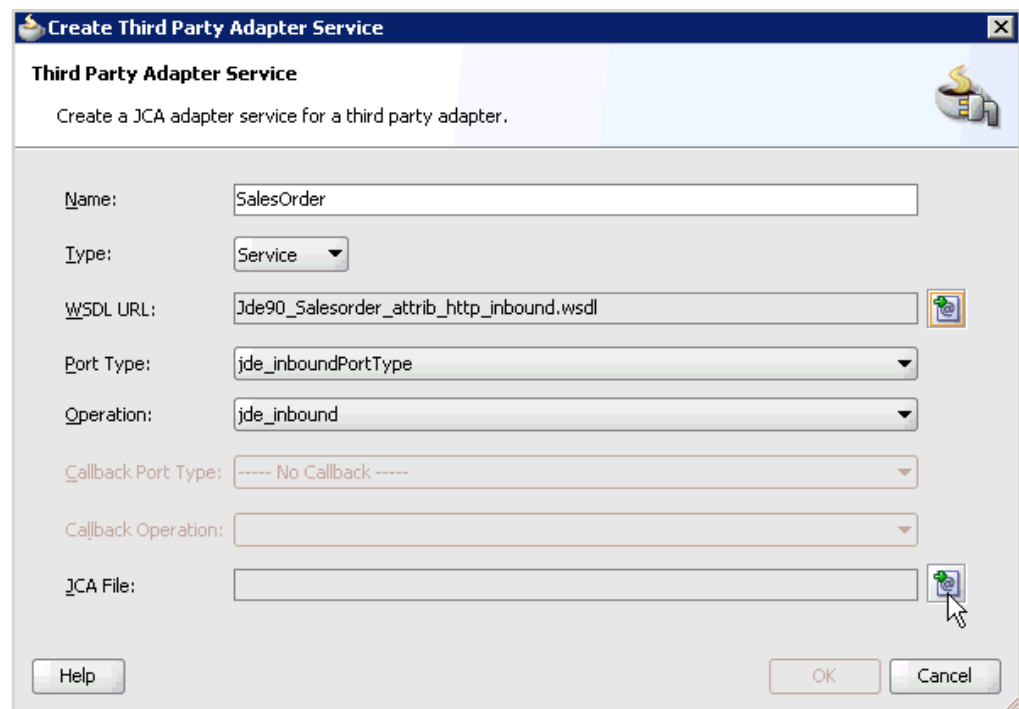 Create Third Party Adapter Service
Third Party Adapter Service
Create a JCA adapter service for a third party adapter.
Name: SalesOrder
Type: Service
WSDL URL: Jde90_Salesorder_attrib_http_inbound.wsdl
Port Type: jde_inboundPortType
Operation: jde_inbound
Callback Port Type: ----- No Callback -----
Callback Operation:
JCA File:
Help OK Cancel